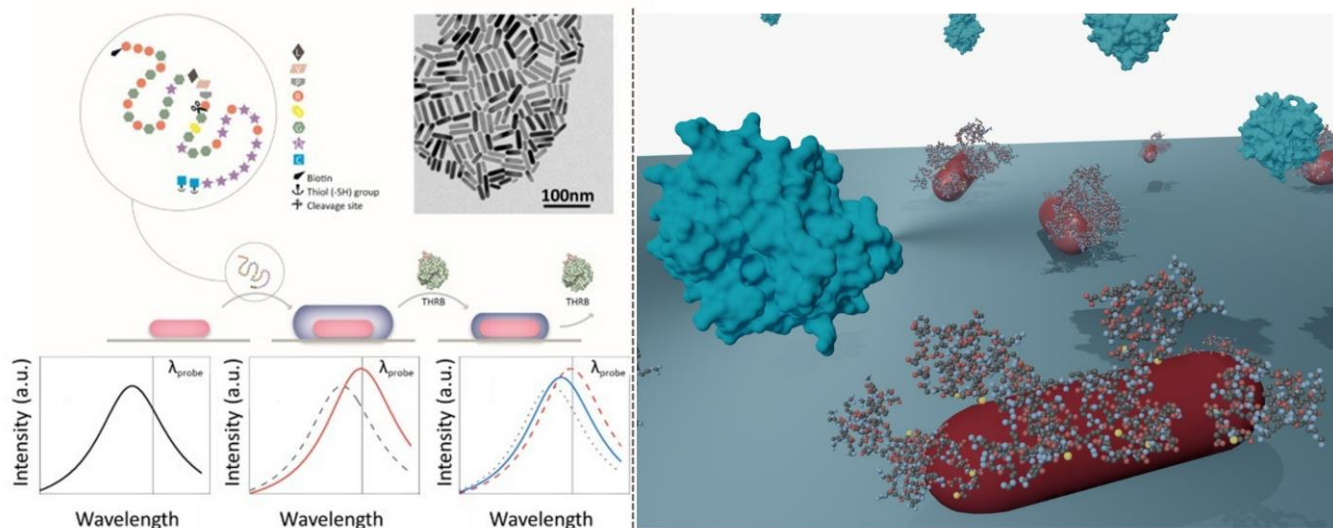 L
P
R
G
C
Biotin
Thiol (-SH) group
Cleavage site
100nm
THRB
THRB
λprobe
λprobe
λprobe
Intensity (a.u.)
Intensity (a.u.)
Intensity (a.u.)
Wavelength
Wavelength
Wavelength